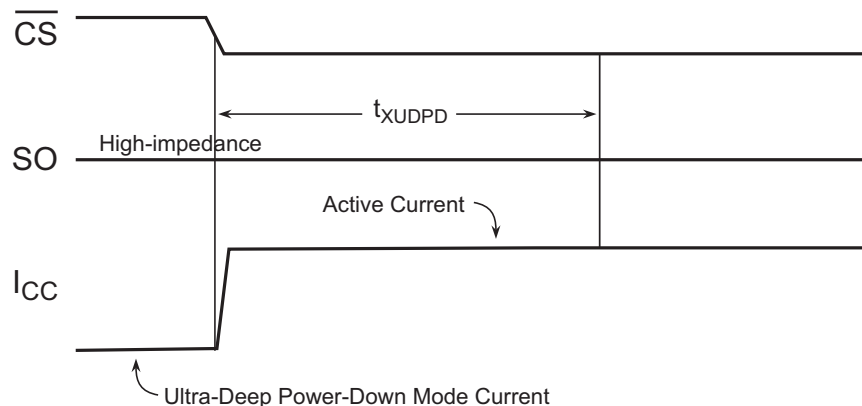 CS
tXUDPD
High-impedance
SO
Active Current
ICC
Ultra-Deep Power-Down Mode Current